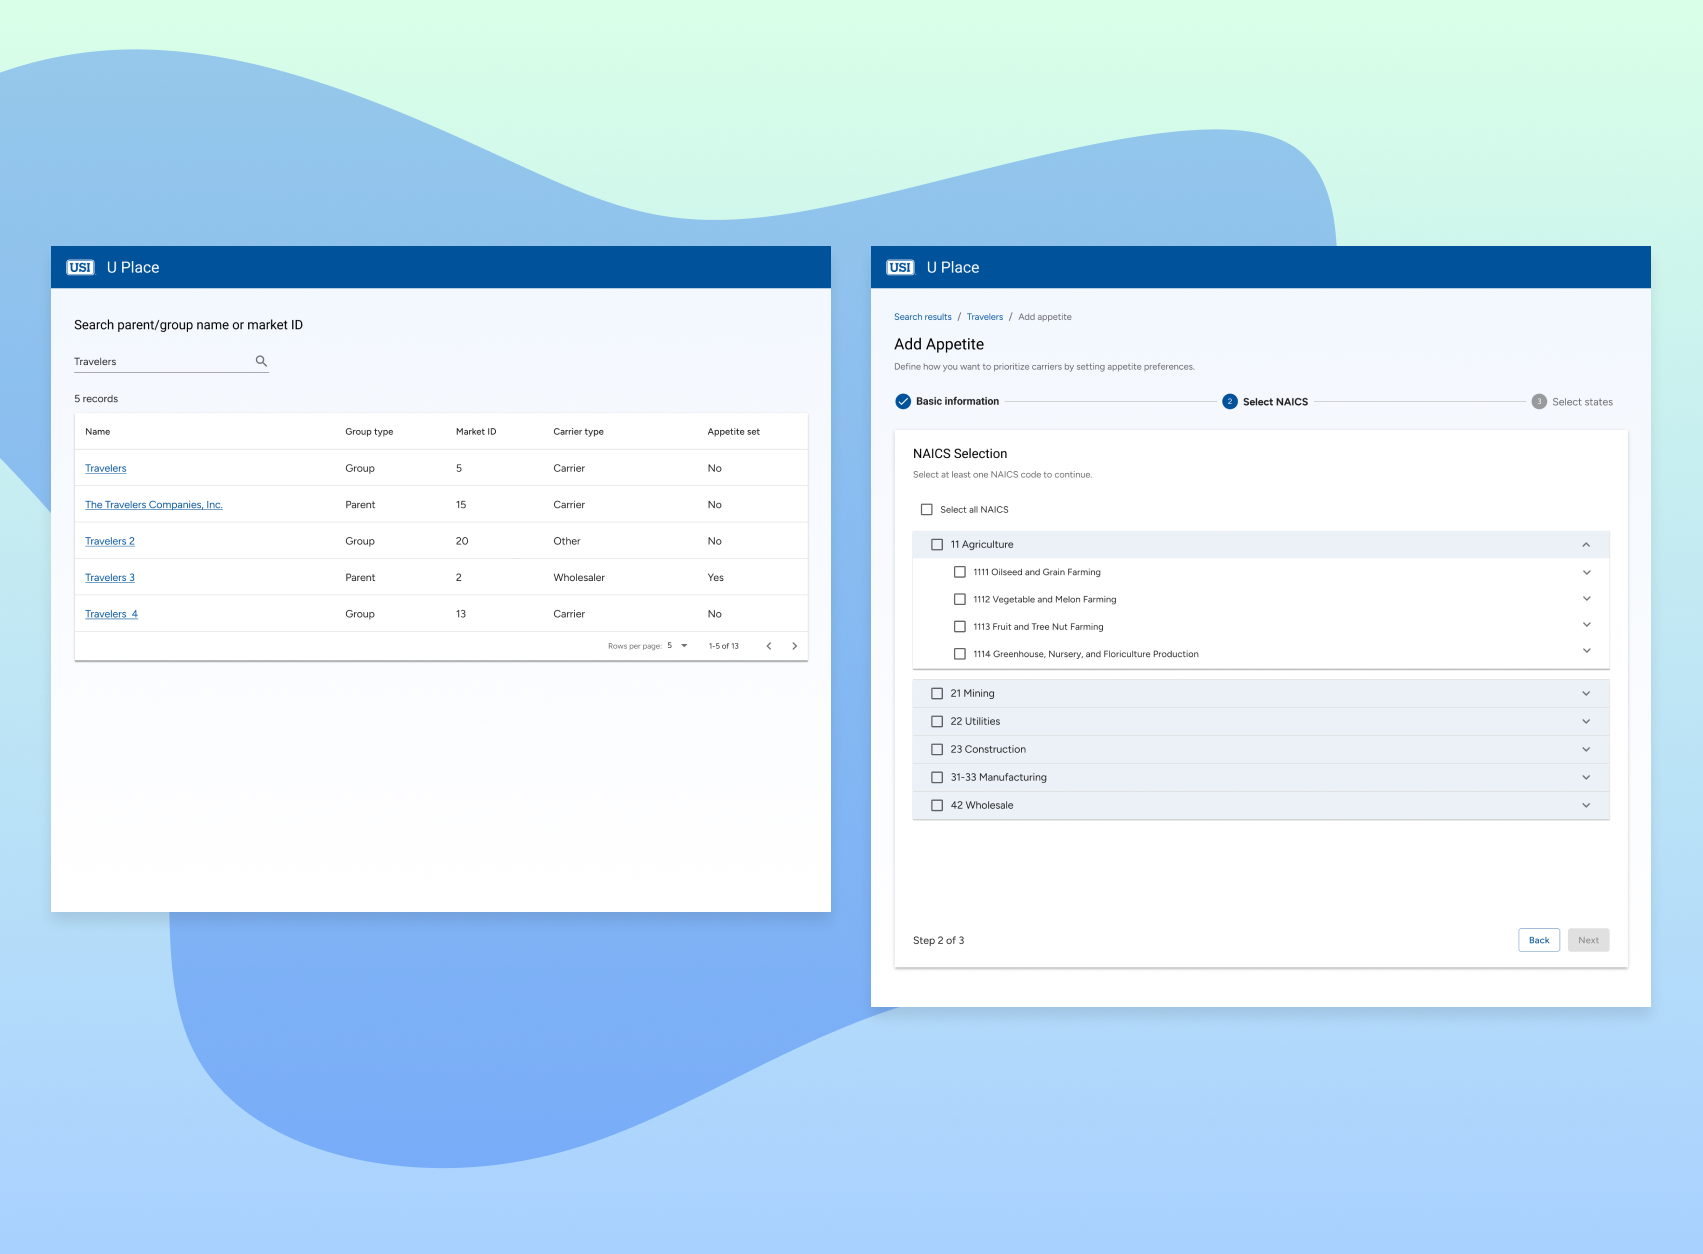 USI U Place
Search parent/group name or market ID
Travelers
5 records
Name Group type Market ID Carrier type Appetite set
Travelers Group 5 Carrier No
The Travelers Companies, Inc. Parent 15 Carrier No
Travelers 2 Group 20 Other No
Travelers 3 Parent 2 Wholesaler Yes
Travelers 4 Group 13 Carrier No
Rows per page: 5 1-5 of 13
USI U Place
Search results / Travelers / Add appetite
Add Appetite
Define how you want to prioritize carriers by setting appetite preferences.
Basic information 2 Select NAICS 3 Select states
NAICS Selection
Select at least one NAICS code to continue.
Select all NAICS
11 Agriculture
1111 Oilseed and Grain Farming
1112 Vegetable and Melon Farming
1113 Fruit and Tree Nut Farming
1114 Greenhouse, Nursery, and Floriculture Production
21 Mining
22 Utilities
23 Construction
31-33 Manufacturing
42 Wholesale
Step 2 of 3 Back Next